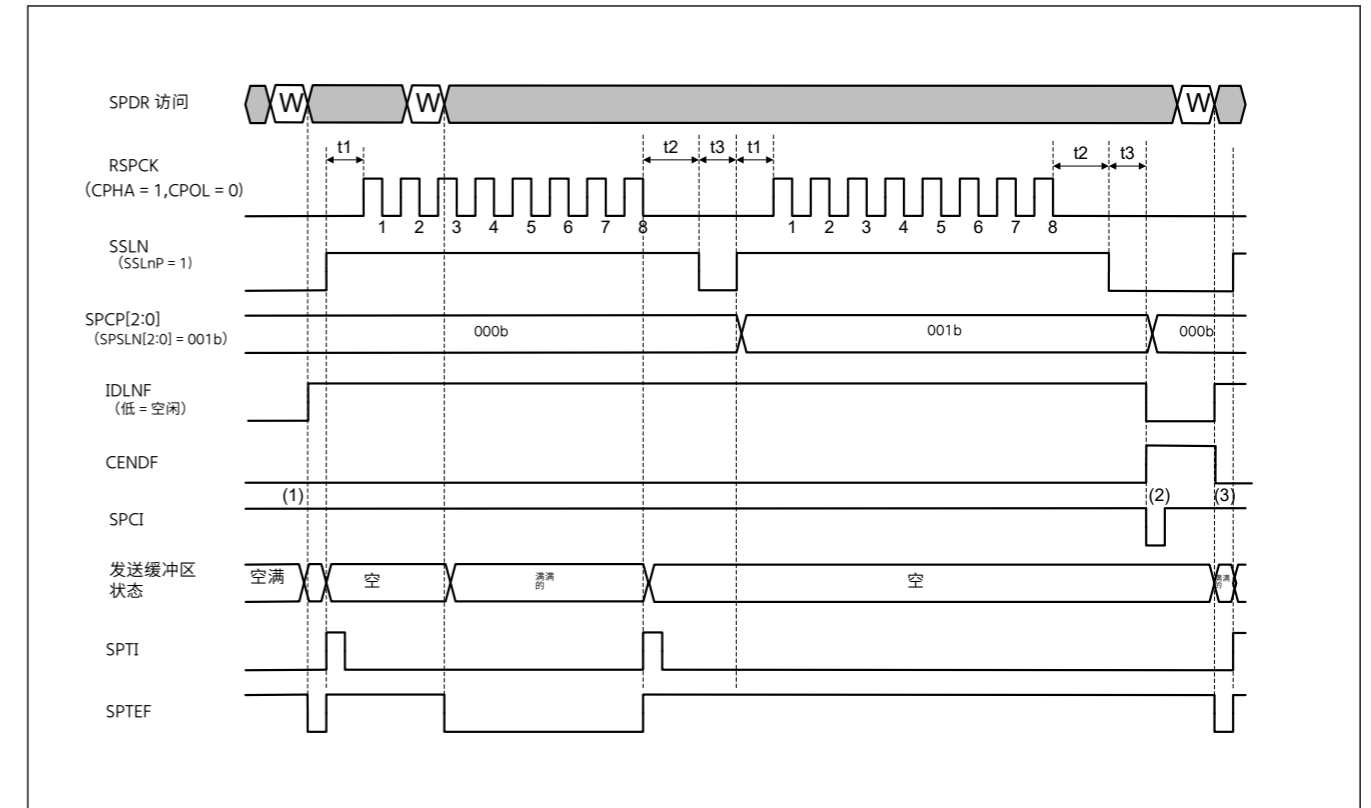 SPDR 访问
W W W
t1 t2 t3 t1 t2 t3
RSPCK
(CPHA = 1,CPOL = 0)
1 2 3 4 5 6 7 8 1 2 3 4 5 6 7 8
SSLN
(SSLnP = 1)
SPCP[2:0]
(SPSLN[2:0] = 001b)
000b 001b 000b
IDLNF
(低 = 空闲)
CENDF
(1) (2) (3)
SPCI
发送缓冲区
状态
空满 空 满满 空 满满
的 的
SPTI
SPTEF